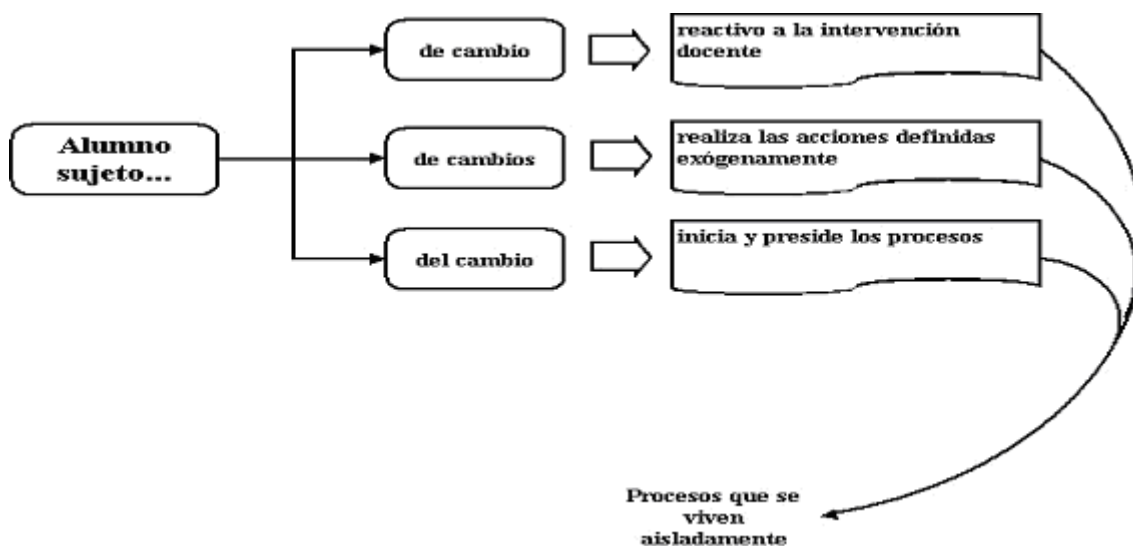 Alumno
sujeto...
de cambio
reactivo a la intervención
docente
de cambios
realiza las acciones definidas
exógenamente
del cambio
inicia y preside los procesos
Procesos que se
viven
aisladamente